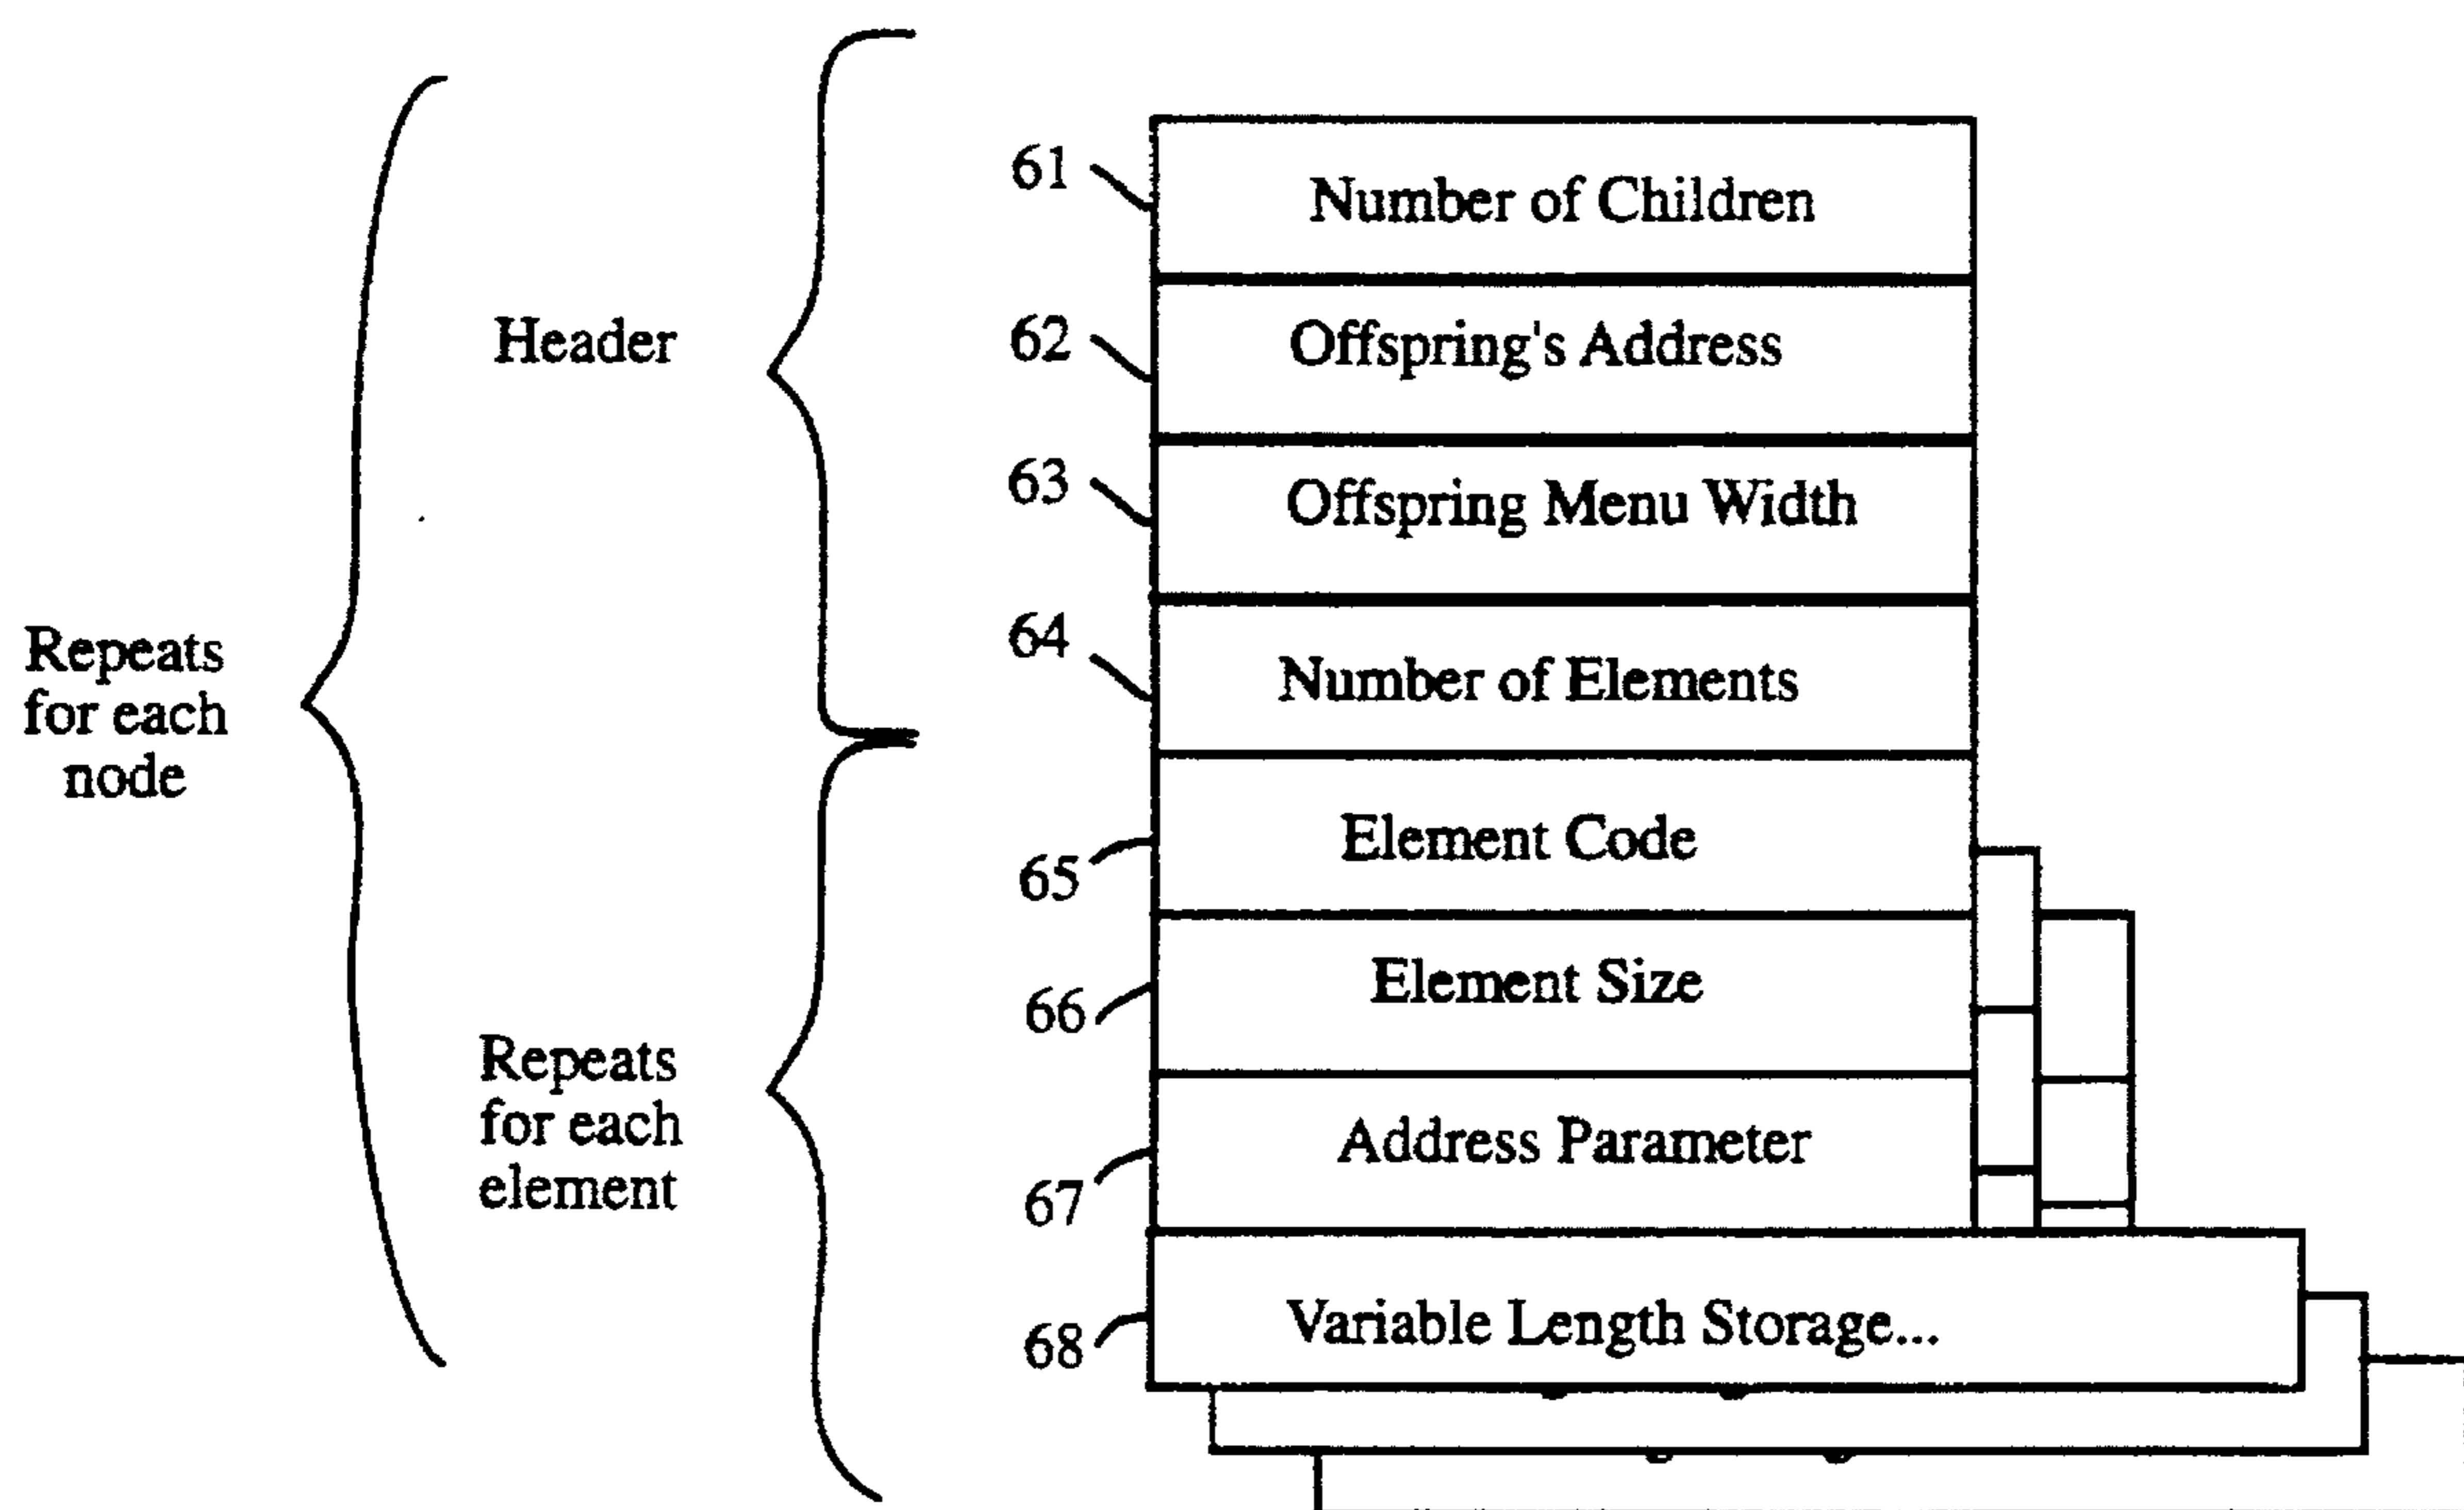 61
Number of Children
62
Offspring's Address
Header
63
Offspring Menu Width
64
Number of Elements
Repeats
for each
node
65
Element Code
66
Element Size
Repeats
for each
element
67
Address Parameter
68
Variable Length Storage...